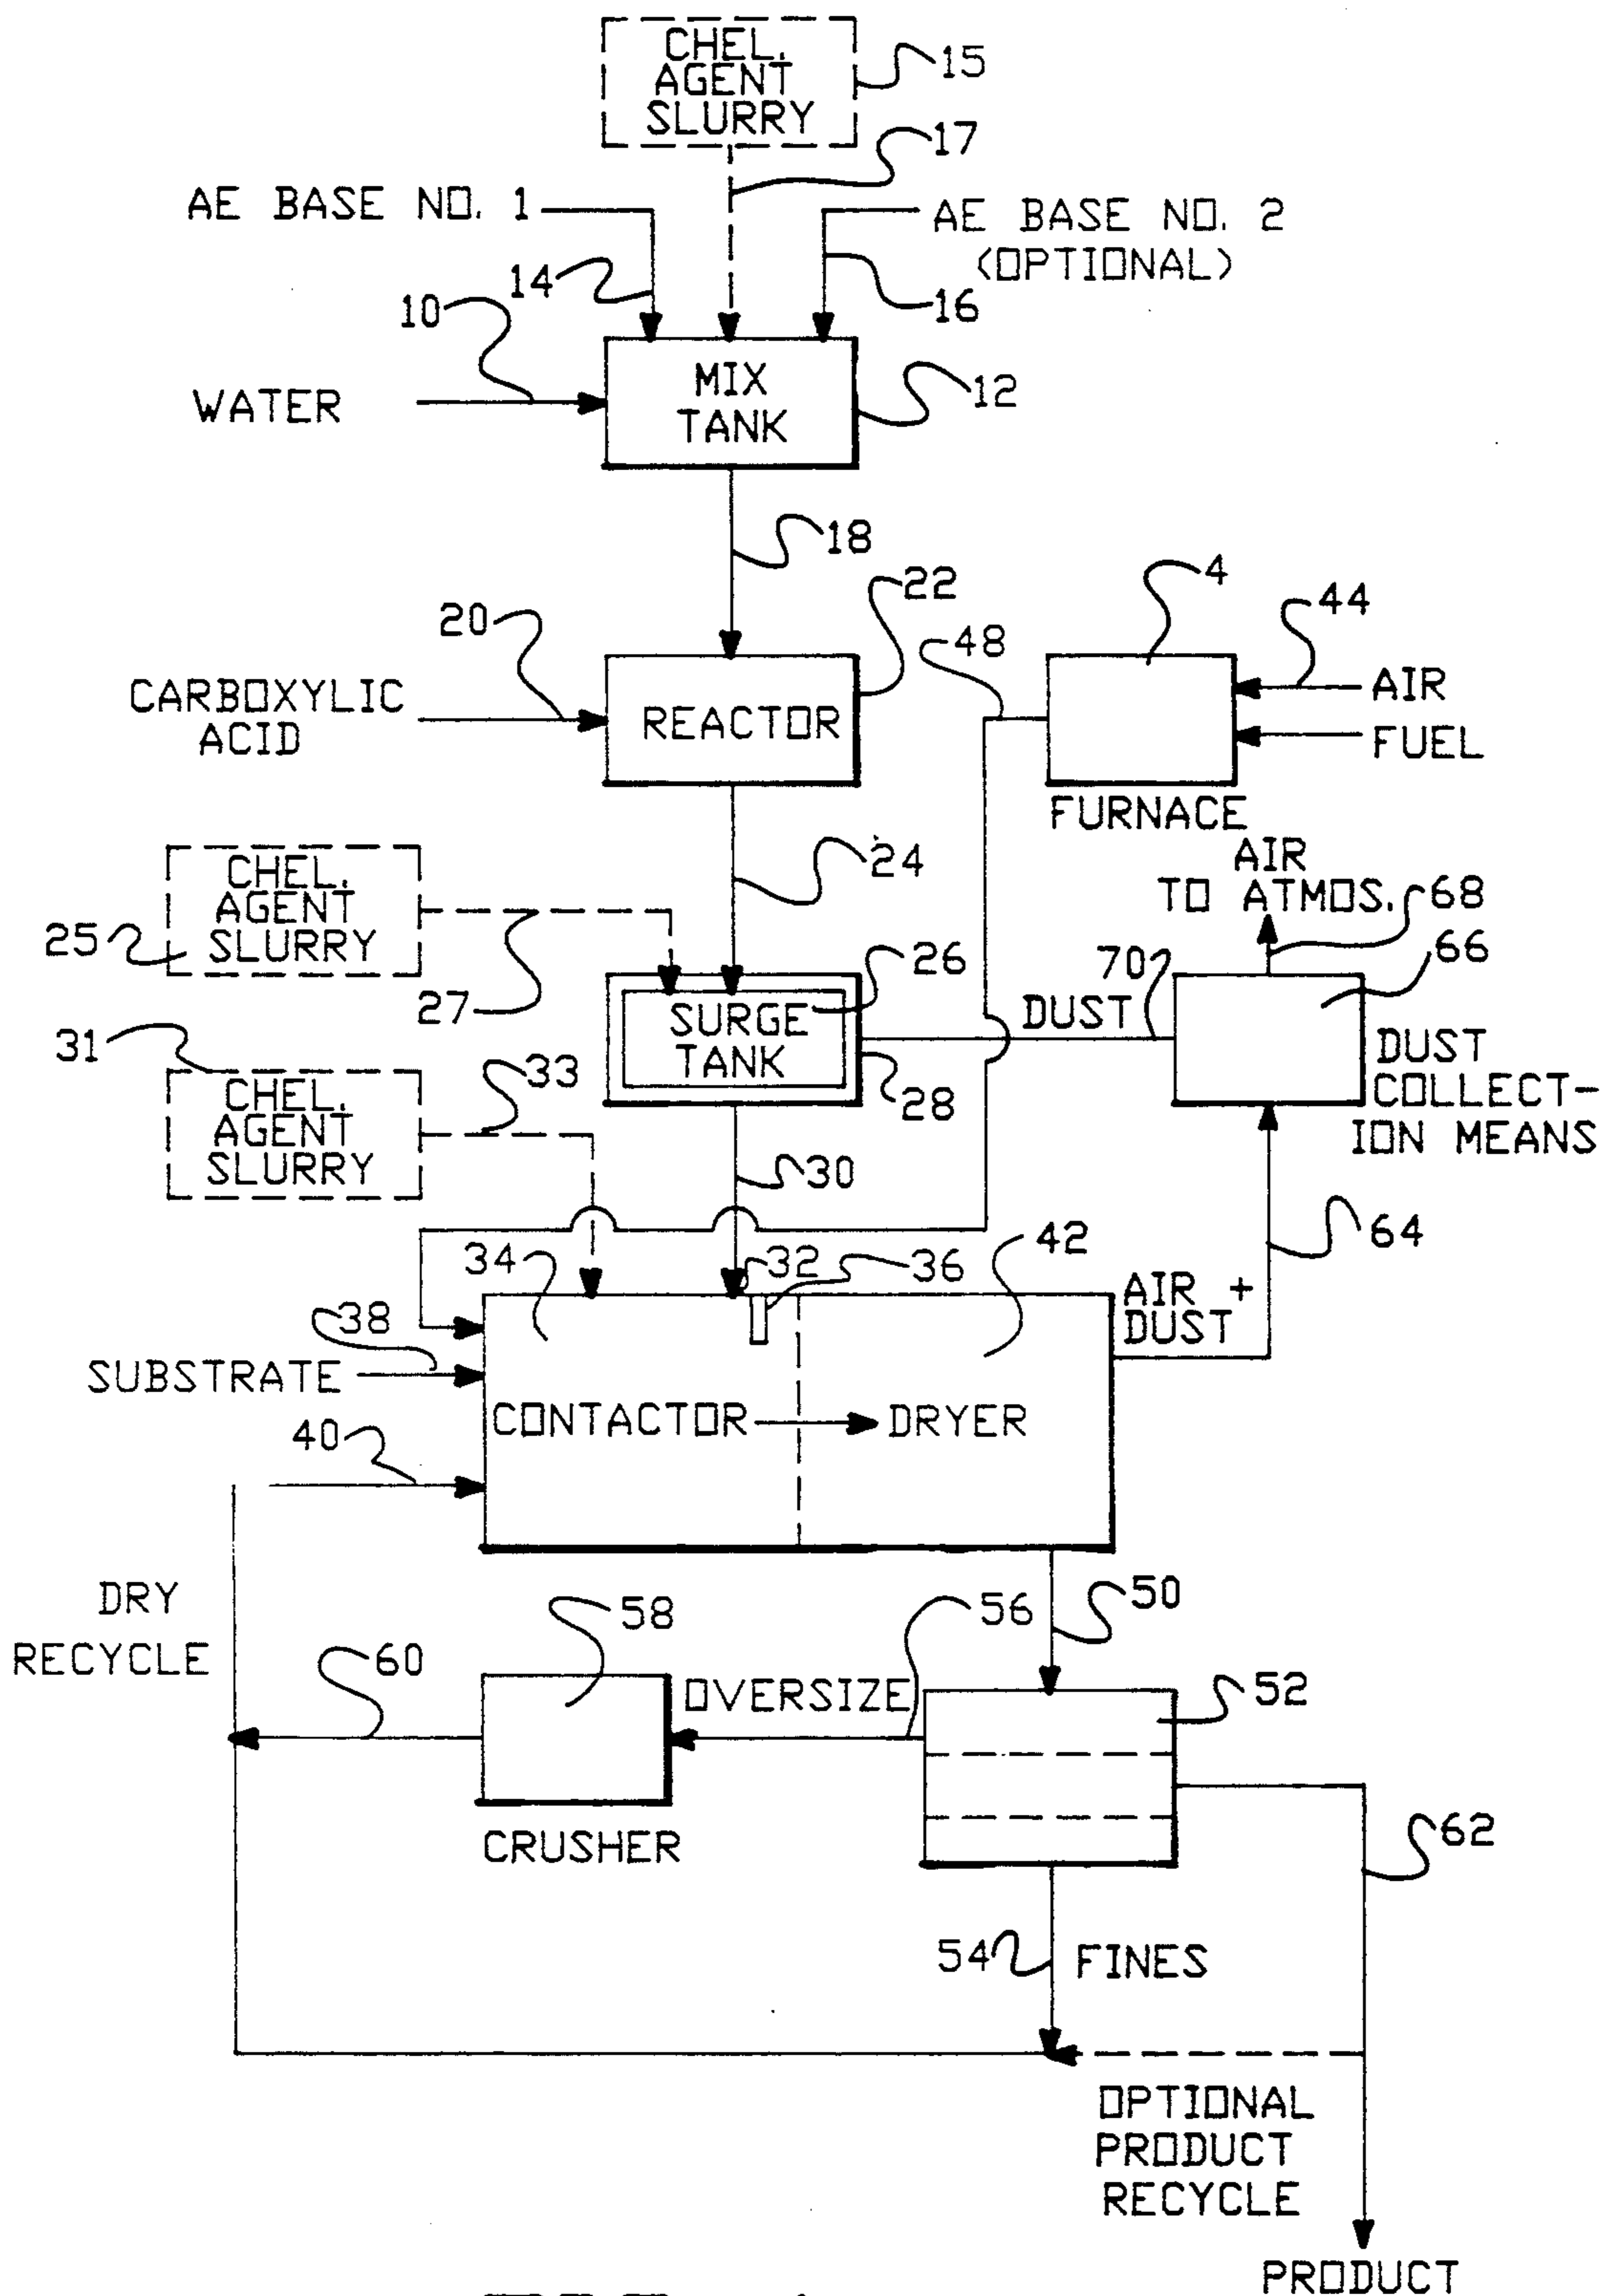 CHEL.
AGENT
SLURRY
15
17
AE BASE NO. 1
AE BASE NO. 2
(OPTIONAL)
14
16
10
WATER
MIX
TANK
12
18
20
22
CARBOXYLIC
ACID
REACTOR
48
4
44
AIR
FUEL
FURNACE
24
CHEL.
AGENT
SLURRY
25
27
AIR
TO ATMOS.
68
66
26
70
DUST
SURGE
TANK
28
DUST
COLLECT-
ION MEANS
31
33
CHEL.
AGENT
SLURRY
30
64
34
32
36
42
AIR +
DUST
38
SUBSTRATE
CONTACTOR
DRYER
40
DRY
RECYCLE
50
56
58
60
OVERSIZE
52
CRUSHER
62
54
FINES
OPTIONAL
PRODUCT
RECYCLE
PRODUCT